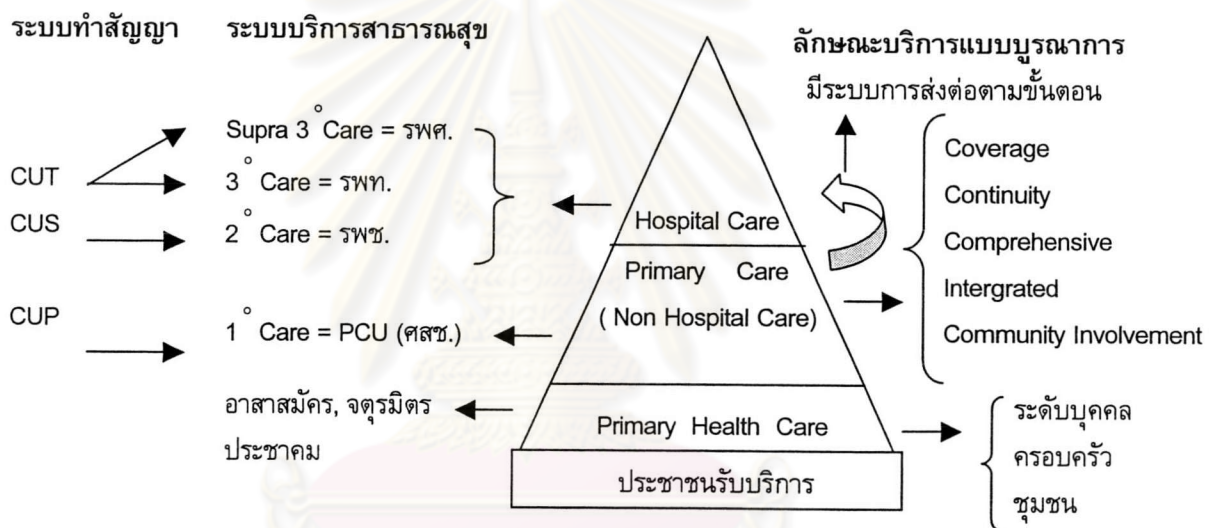 ระบบทำสัญญา
ระบบบริการสาธารณสุข
ลักษณะบริการแบบบูรณาการ
มีระบบการส่งต่อตามขั้นตอน
CUT
Supra 3° Care = รพศ.
3° Care = รพท.
CUS
2° Care = รพช.
CUP
1° Care = PCU (ศสช.)
อาสาสมัคร, จตุรมิตร
ประชาคม
Hospital Care
Primary Care
( Non Hospital Care)
Primary Health Care
ประชาชนรับบริการ
Coverage
Continuity
Comprehensive
Intergrated
Community Involvement
ระดับบุคคล
ครอบครัว
ชุมชน